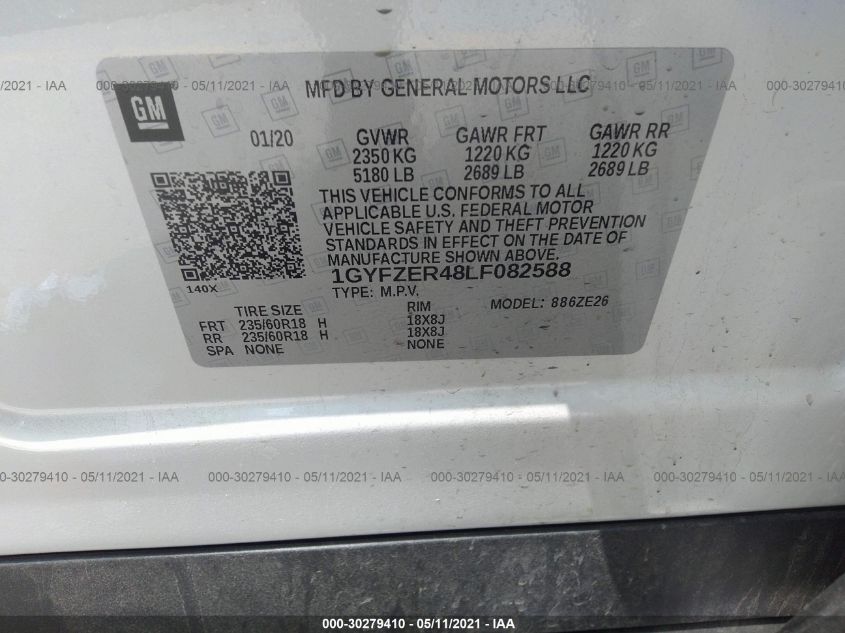 /2021 - IAA 000-30279410 - 05/11/2021 - IAA 000-30279410 - 05/11/2021 - IAA 000-30279410 - 05/11/2021 - IAA
GM MFD BY GENERAL MOTORS LLC
01/20 GVWR GAWR FRT GAWR RR
2350 KG 1220 KG 1220 KG
5180 LB 2689 LB 2689 LB
THIS VEHICLE CONFORMS TO ALL
APPLICABLE U.S. FEDERAL MOTOR
VEHICLE SAFETY AND THEFT PREVENTION
STANDARDS IN EFFECT ON THE DATE OF
MANUFACTURE SHOWN ABOVE.
140X 1GYFZER48LF082588
TYPE: M.P.V. MODEL: 886ZE26
TIRE SIZE RIM
FRT 235/60R18 H 18X8J
RR 235/60R18 H 18X8J
SPA NONE NONE
000-30279410 - 05/11/2021 - IAA 000-30279410 - 05/11/2021 - IAA 000-30279410 - 05/11/2021 - IAA 000-30279410 - 05/11/2021 - IAA
000-30279410 - 05/11/2021 - IAA